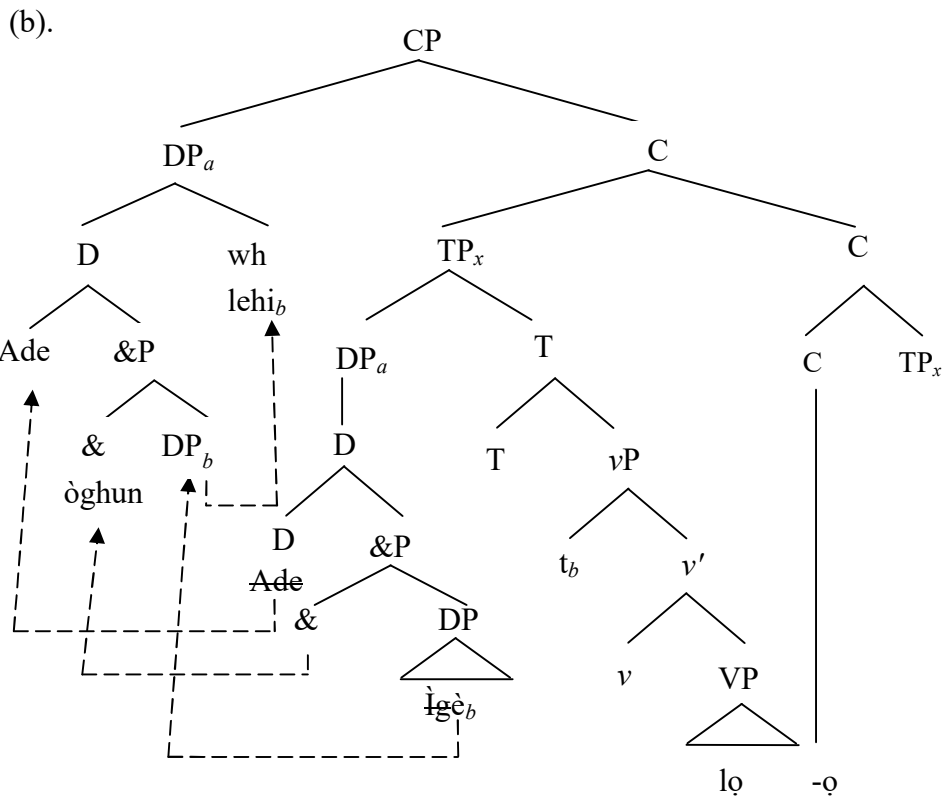 (b).
CP
DPa C
D wh TPx C
lehib
Ade &P DPa T C TPx
& DPb D T vP
òghun
D &P tb v′
Ade
& DP v VP
Ìgèb
lọ -ọ